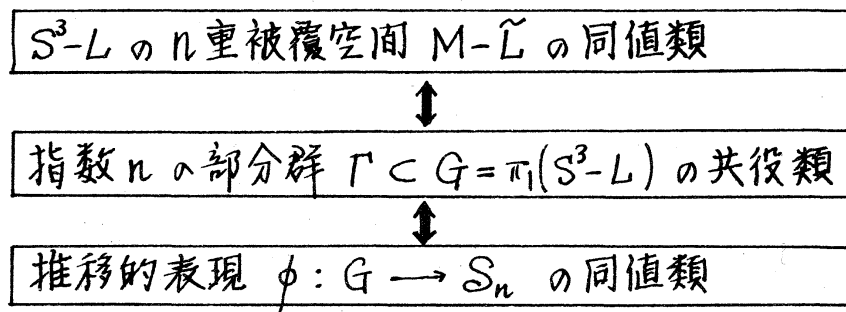 S³-L の n 重被覆空間 M-L̃ の同値類
↕
指数 n の部分群 Γ ⊂ G = π₁(S³-L) の共役類
↕
推移的表現 φ : G ⟶ Sₙ の同値類